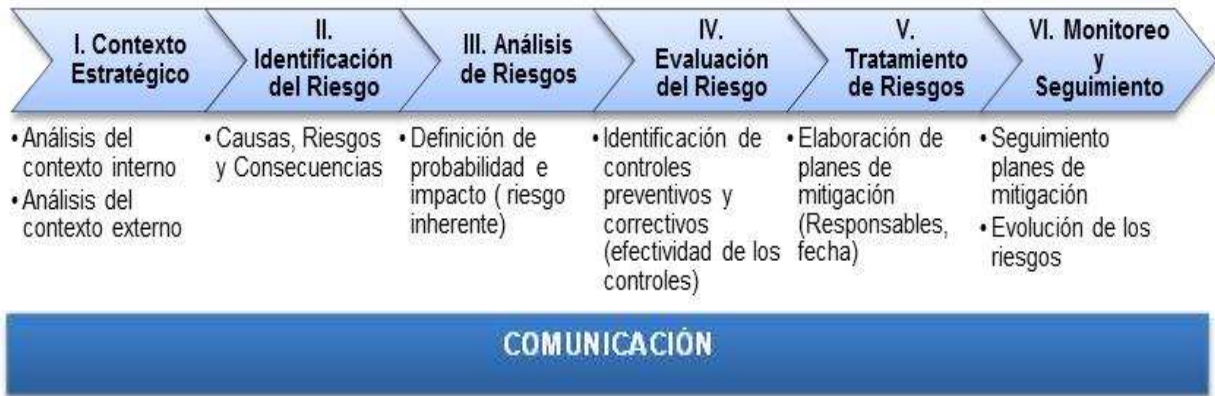 I. Contexto
Estratégico
II.
Identificación
del Riesgo
III. Análisis
de Riesgos
IV.
Evaluación
del Riesgo
V.
Tratamiento
de Riesgos
VI. Monitoreo
y
Seguimiento
• Análisis del
contexto interno
• Análisis del
contexto externo
• Causas, Riesgos
y Consecuencias
• Definición de
probabilidad e
impacto ( riesgo
inherente)
• Identificación de
controles
preventivos y
correctivos
(efectividad de los
controles)
• Elaboración de
planes de
mitigación
(Responsables,
fecha)
• Seguimiento
planes de
mitigación
• Evolución de los
riesgos
COMUNICACIÓN